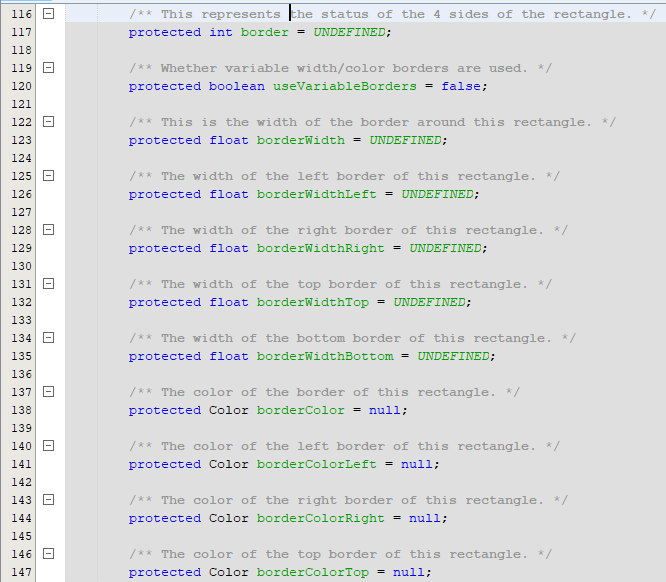 116 /** This represents the status of the 4 sides of the rectangle. */
117 protected int border = UNDEFINED;
118
119 /** Whether variable width/color borders are used. */
120 protected boolean useVariableBorders = false;
121
122 /** This is the width of the border around this rectangle. */
123 protected float borderWidth = UNDEFINED;
124
125 /** The width of the left border of this rectangle. */
126 protected float borderWidthLeft = UNDEFINED;
127
128 /** The width of the right border of this rectangle. */
129 protected float borderWidthRight = UNDEFINED;
130
131 /** The width of the top border of this rectangle. */
132 protected float borderWidthTop = UNDEFINED;
133
134 /** The width of the bottom border of this rectangle. */
135 protected float borderWidthBottom = UNDEFINED;
136
137 /** The color of the border of this rectangle. */
138 protected Color borderColor = null;
139
140 /** The color of the left border of this rectangle. */
141 protected Color borderColorLeft = null;
142
143 /** The color of the right border of this rectangle. */
144 protected Color borderColorRight = null;
145
146 /** The color of the top border of this rectangle. */
147 protected Color borderColorTop = null;